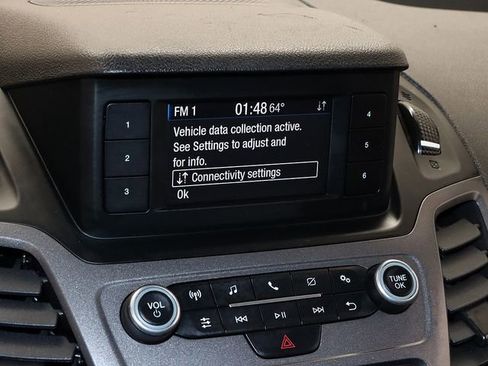 FM 1 01:48 64°
Vehicle data collection active.
See Settings to adjust and
for info.
Connectivity settings
Ok
1
2
3
4
5
6
VOL
TUNE
OK